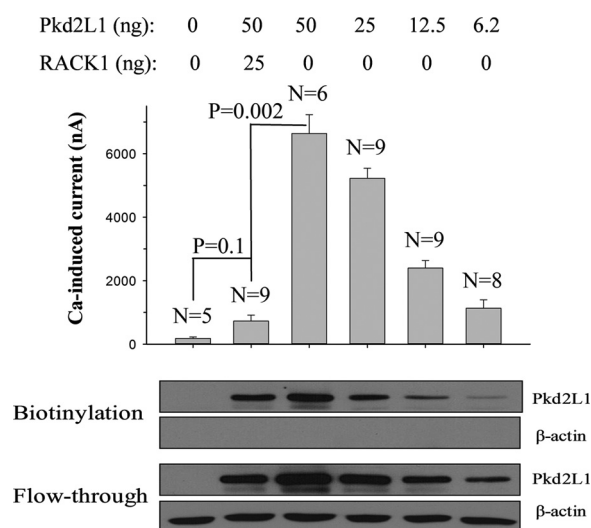 Pkd2L1 (ng): 0 50 50 25 12.5 6.2
RACK1 (ng): 0 25 0 0 0 0
Ca-induced current (nA)
6000
4000
2000
0
P=0.002
P=0.1
N=5
N=9
N=6
N=9
N=9
N=8
Biotinylation
Pkd2L1
β-actin
Flow-through
Pkd2L1
β-actin